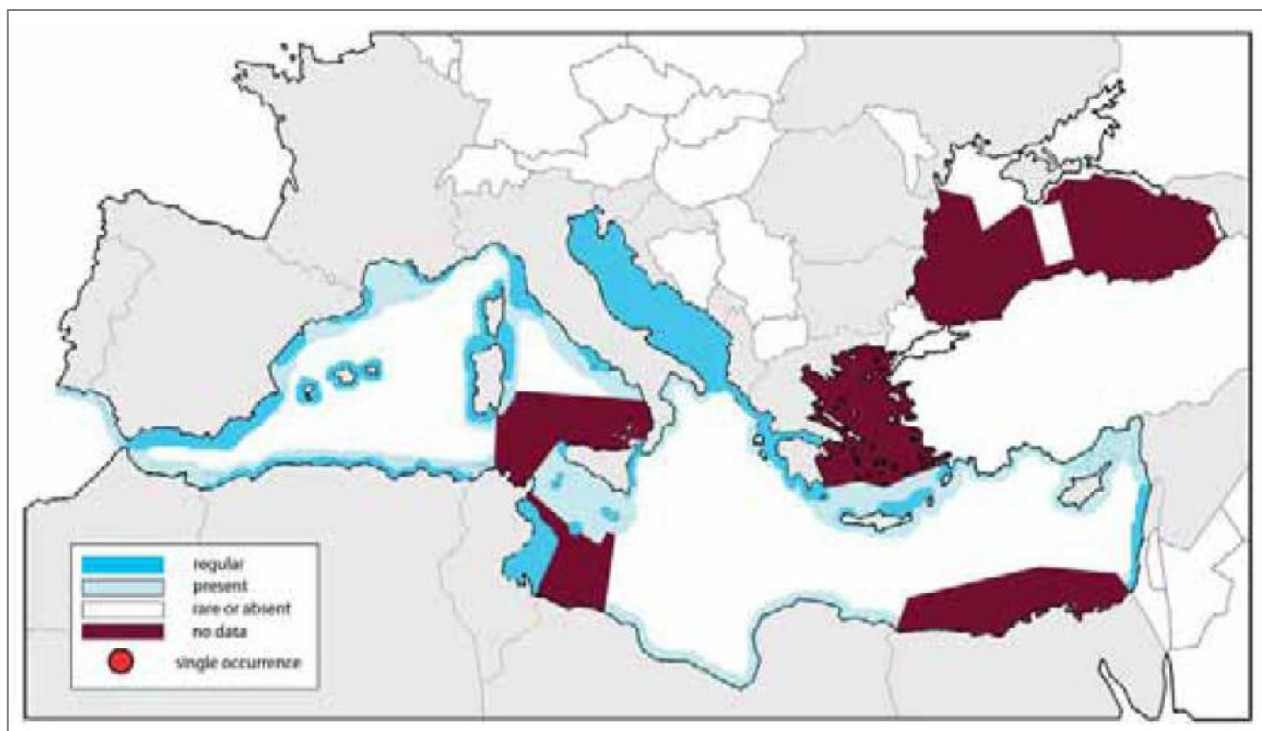 regular
present
rare or absent
no data
single occurrence